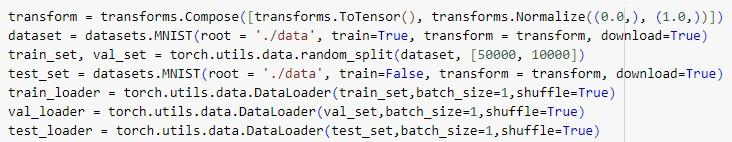 transform = transforms.Compose([transforms.ToTensor(), transforms.Normalize((0.0,), (1.0,))])
dataset = datasets.MNIST(root = './data', train=True, transform = transform, download=True)
train_set, val_set = torch.utils.data.random_split(dataset, [50000, 10000])
test_set = datasets.MNIST(root = './data', train=False, transform = transform, download=True)
train_loader = torch.utils.data.DataLoader(train_set,batch_size=1,shuffle=True)
val_loader = torch.utils.data.DataLoader(val_set,batch_size=1,shuffle=True)
test_loader = torch.utils.data.DataLoader(test_set,batch_size=1,shuffle=True)